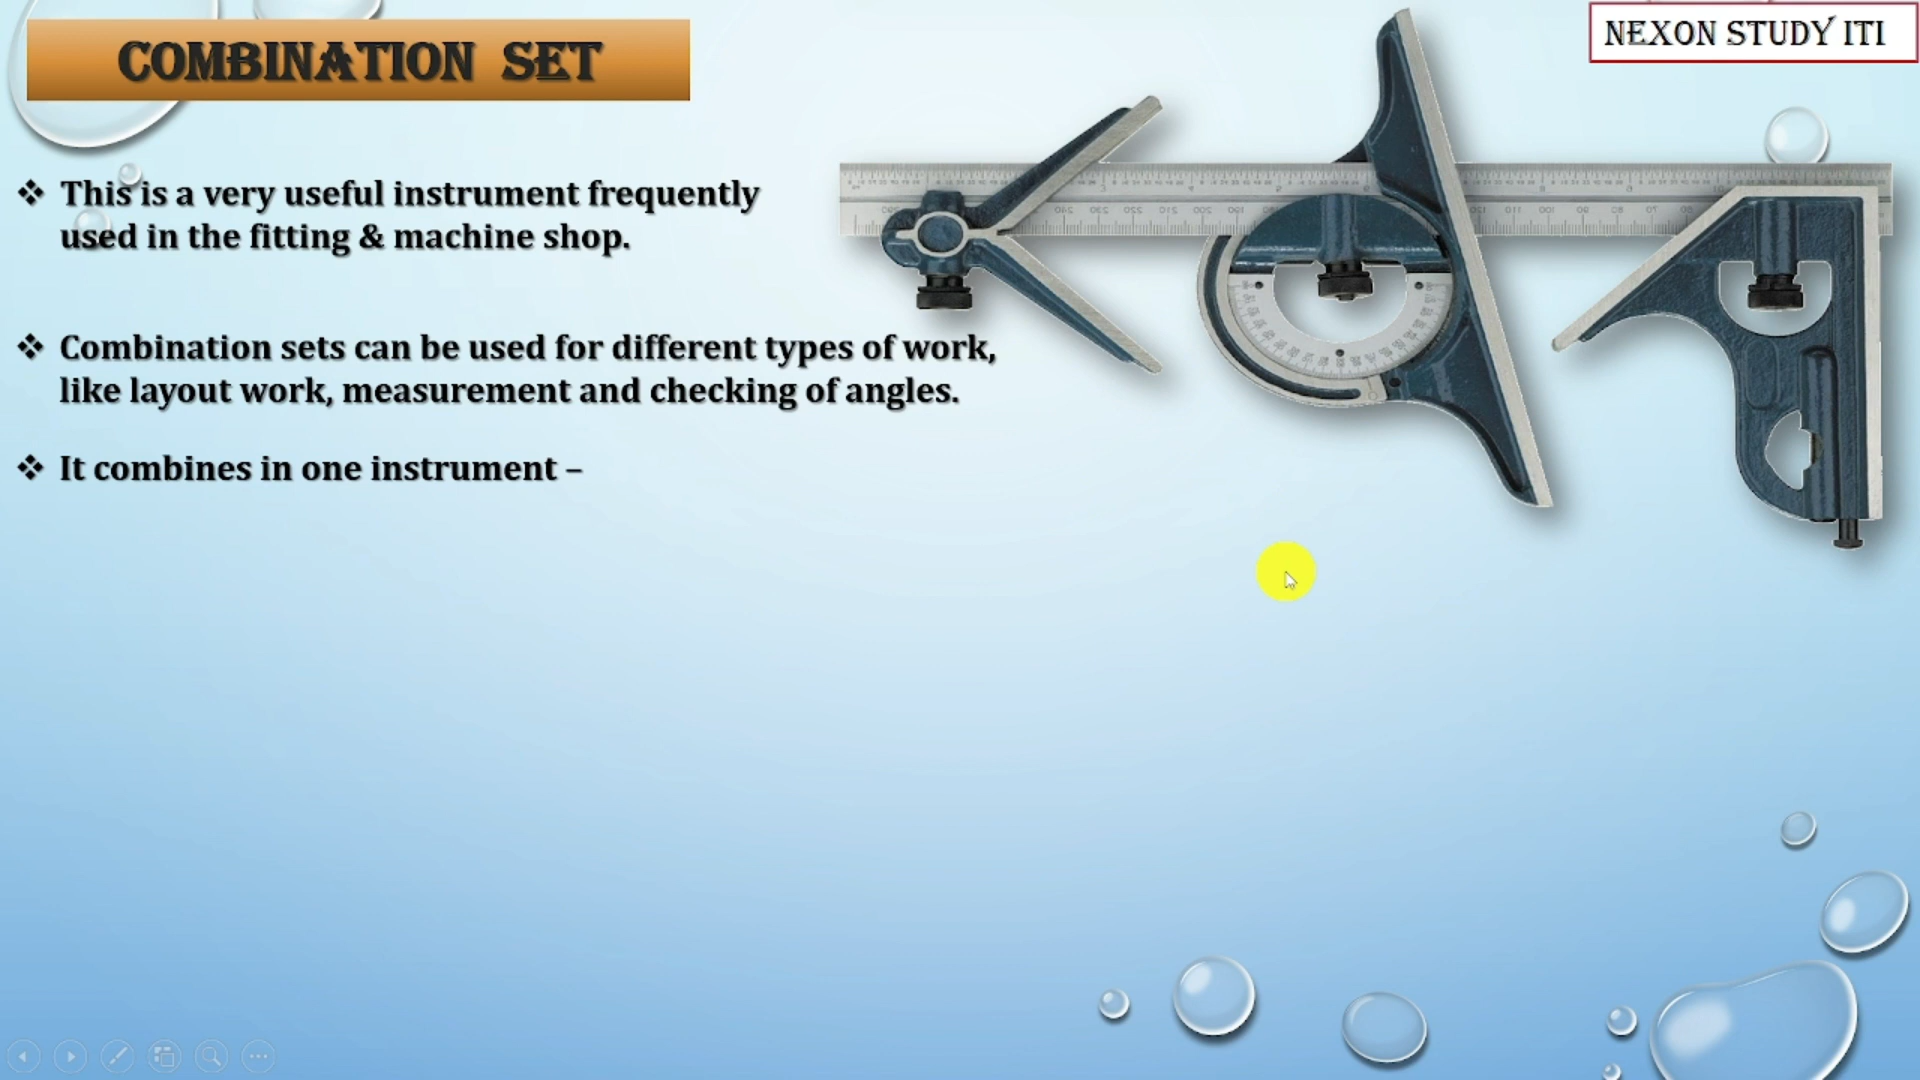 COMBINATION SET
NEXON STUDY ITI
❖ This is a very useful instrument frequently
used in the fitting & machine shop.
❖ Combination sets can be used for different types of work,
like layout work, measurement and checking of angles.
❖ It combines in one instrument –